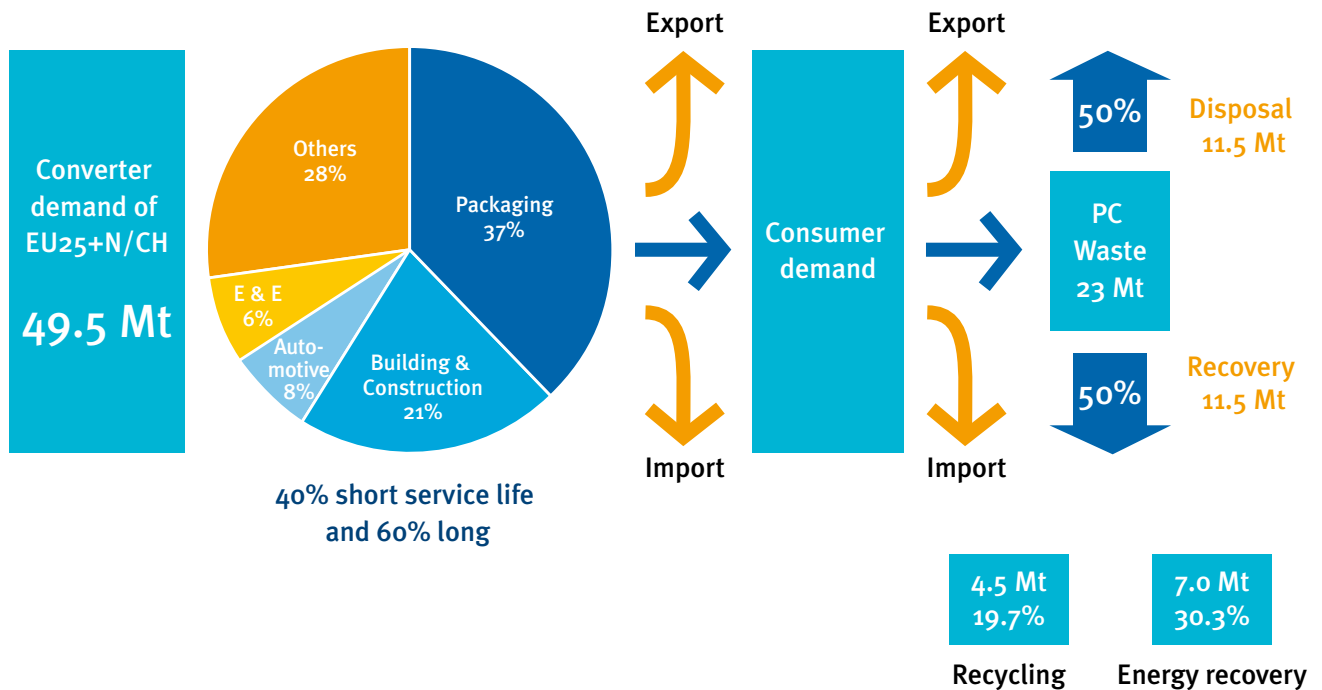 Converter
demand of
EU25+N/CH
49.5 Mt
Others
28%
Packaging
37%
E & E
6%
Auto-
motive
8%
Building &
Construction
21%
40% short service life
and 60% long
Export
Import
Consumer
demand
Export
Import
50%
Disposal
11.5 Mt
PC
Waste
23 Mt
50%
Recovery
11.5 Mt
4.5 Mt
19.7%
Recycling
7.0 Mt
30.3%
Energy recovery